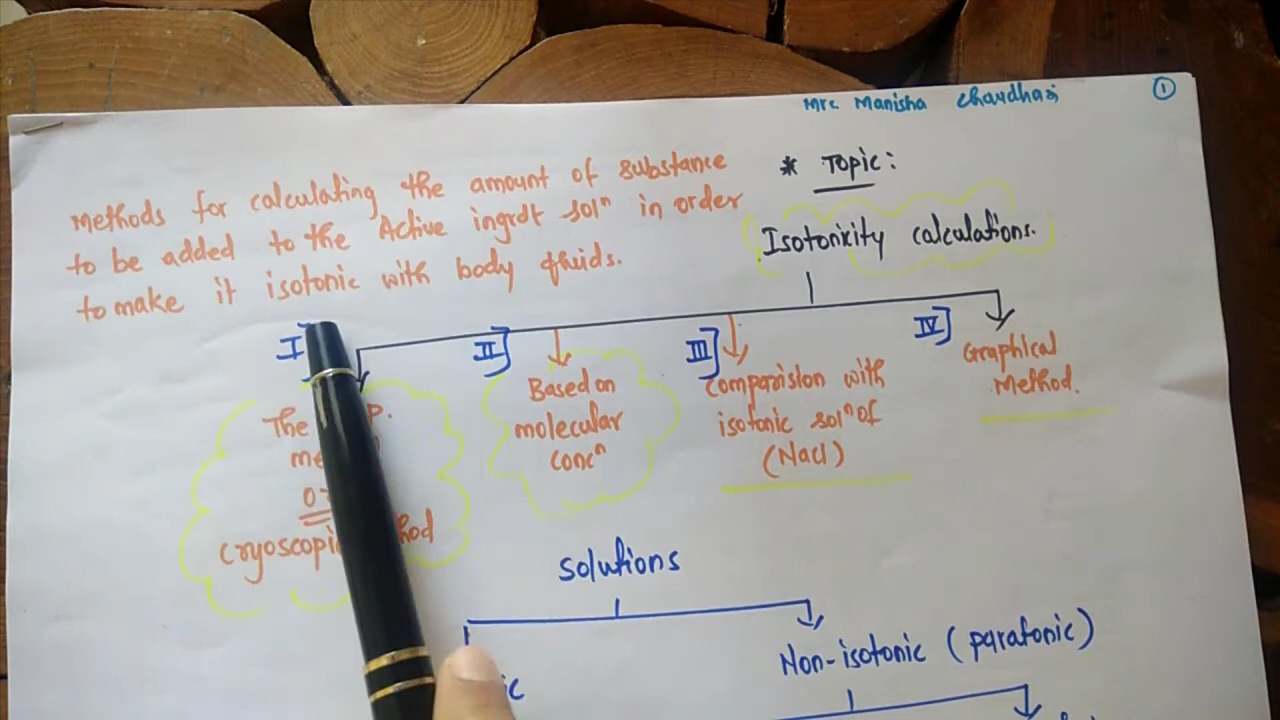 Mrs. Manisha Chaudhari
①
Methods for calculating the amount of substance
to be added to the Active ingrdt solⁿ in order
to make it isotonic with body fluids.
* Topic:
Isotonixity calculations.
I]
The
or
cryoscopic
II]
Based on
molecular
concⁿ
III]
comparision with
isotonic solⁿ of
(Nacl)
IV]
Graphical
Method.
Solutions
Non-isotonic (paratonic)